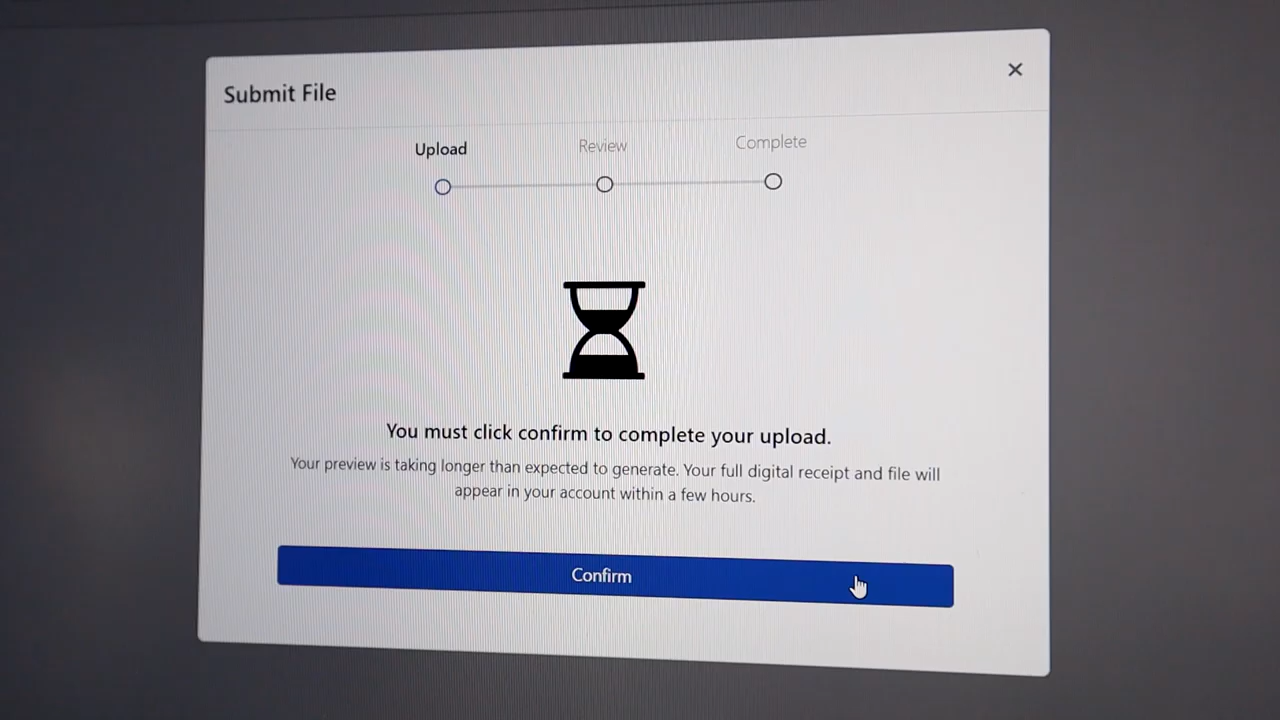 Submit File
Upload
Review
Complete
You must click confirm to complete your upload.
Your preview is taking longer than expected to generate. Your full digital receipt and file will
appear in your account within a few hours.
Confirm